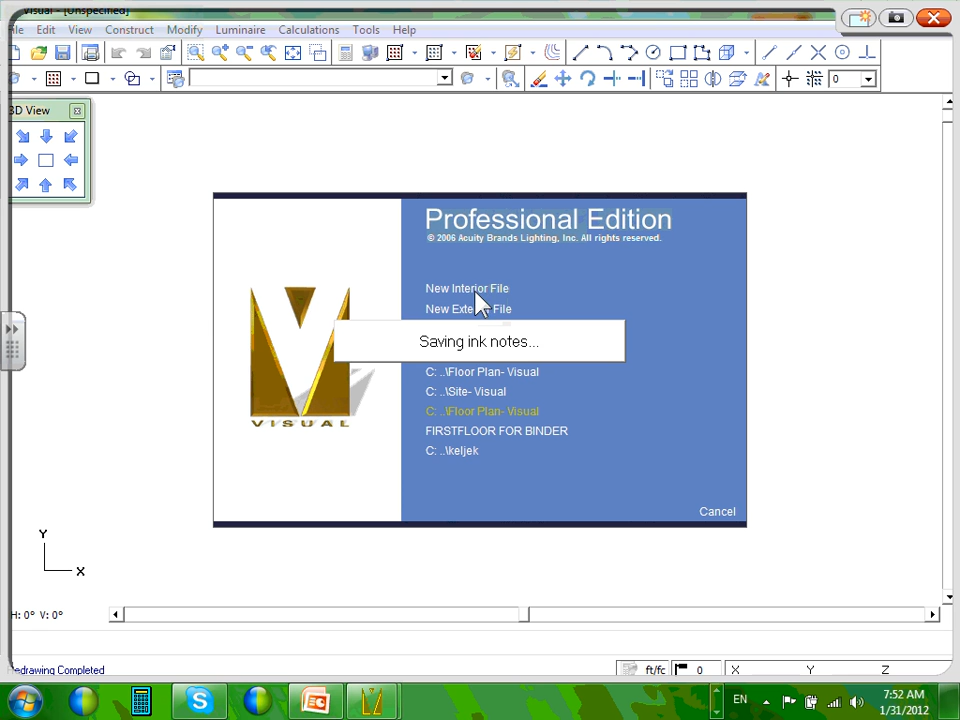 Visual - [Unspecified]
File Edit View Construct Modify Luminaire Calculations Tools Help
0
3D View
Professional Edition
© 2006 Acuity Brands Lighting, Inc. All rights reserved.
New Interior File
New Exterior File
Saving ink notes...
C: ..\Floor Plan- Visual
C: ..\Site- Visual
C: ..\Floor Plan- Visual
FIRSTFLOOR FOR BINDER
C: ..\keljek
VISUAL
Cancel
Y
X
H: 0° V: 0°
Redrawing Completed
ft/fc 0 X Y Z
EN
7:52 AM
1/31/2012